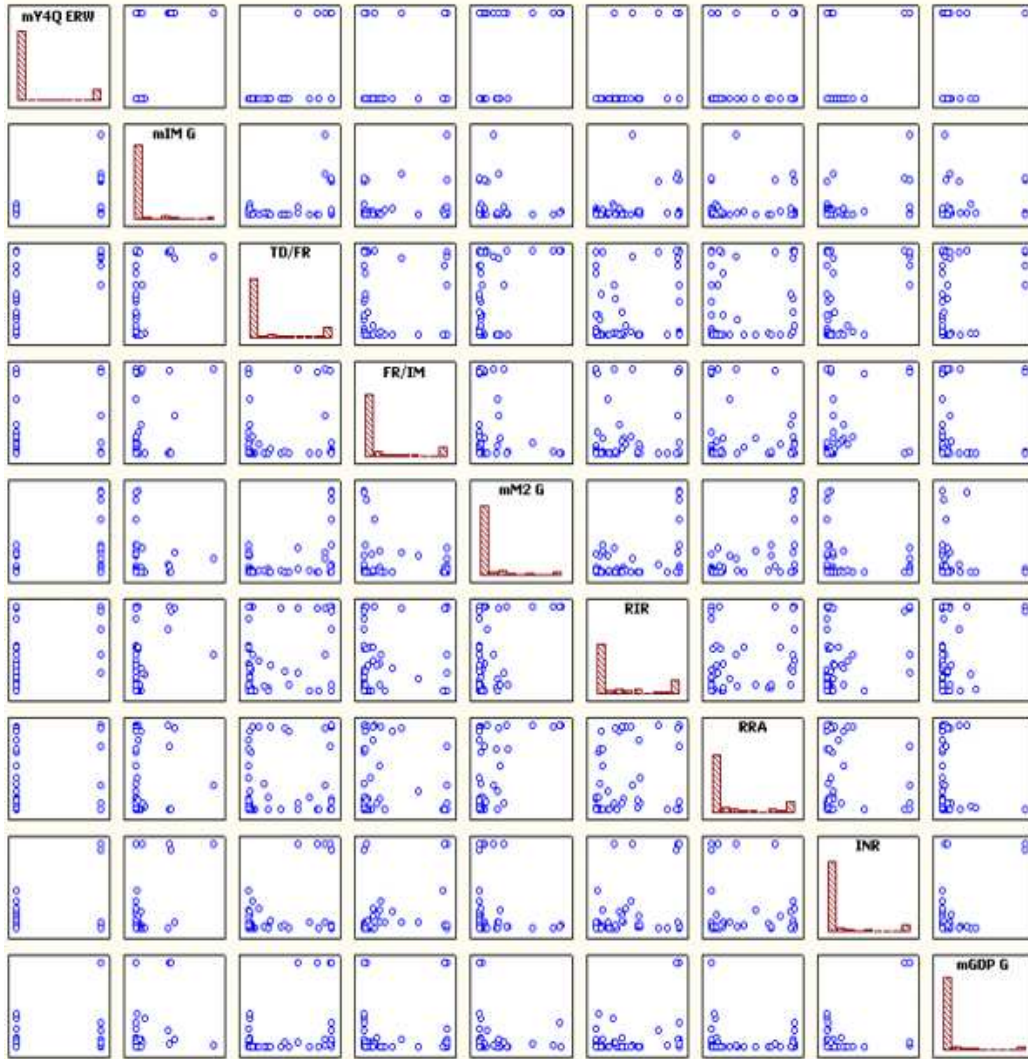 mY4Q ERW
mIM G
TD/FR
FR/IM
mM2 G
RIR
RRA
INR
mGDP G